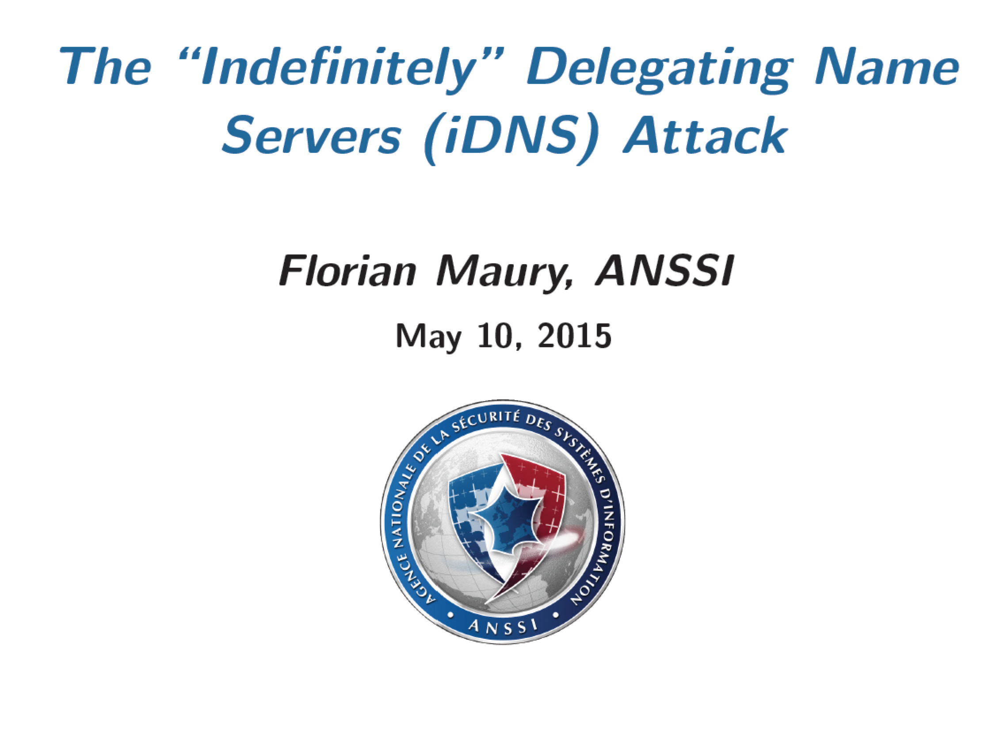 The “Indefinitely” Delegating Name
Servers (iDNS) Attack
Florian Maury, ANSSI
May 10, 2015
AGENCE NATIONALE DE LA SÉCURITÉ DES SYSTÈMES D'INFORMATION
• ANSSI •